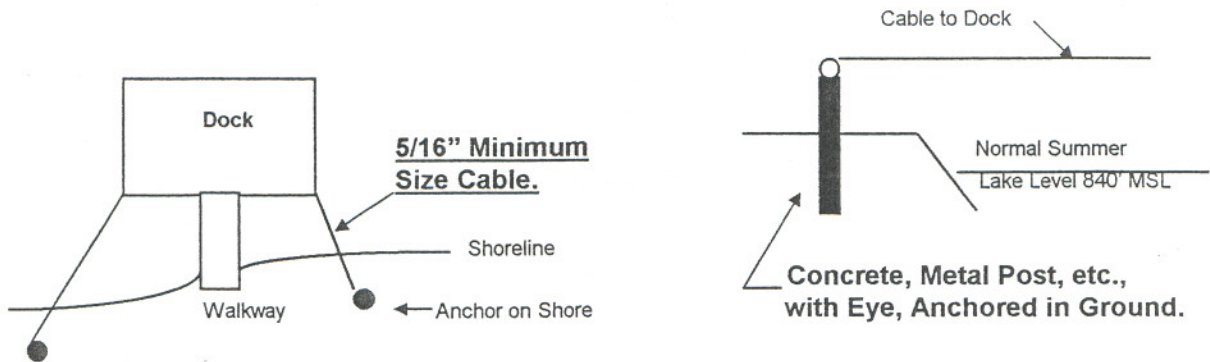 Dock
5/16” Minimum
Size Cable.
Shoreline
Walkway
Anchor on Shore
Cable to Dock
Normal Summer
Lake Level 840' MSL
Concrete, Metal Post, etc.,
with Eye, Anchored in Ground.